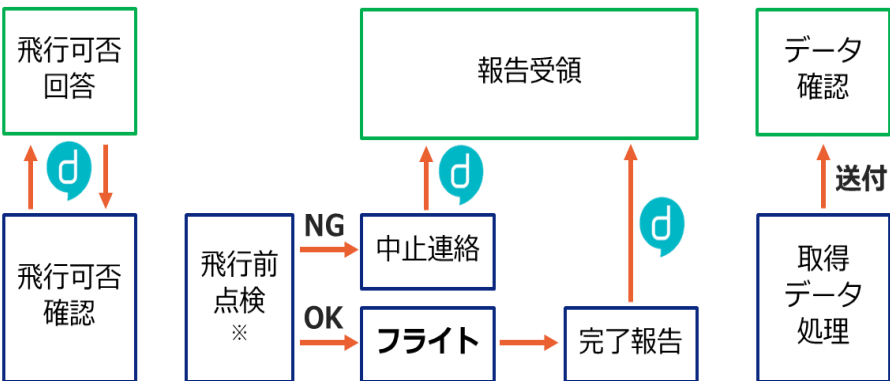 飛行可否
回答
報告受領
データ
確認
d
d
d
送付
飛行可否
確認
飛行前
点検
※
NG
OK
中止連絡
フライト
完了報告
取得
データ
処理